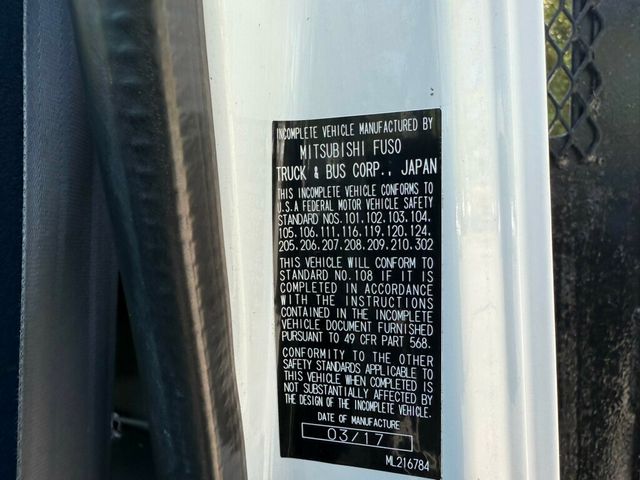 INCOMPLETE VEHICLE MANUFACTURED BY
MITSUBISHI FUSO
TRUCK & BUS CORP., JAPAN
THIS INCOMPLETE VEHICLE CONFORMS TO
U.S.A FEDERAL MOTOR VEHICLE SAFETY
STANDARD NOS.101.102.103.104.
105.106.111.116.119.120.124.
205.206.207.208.209.210.302
THIS VEHICLE WILL CONFORM TO
STANDARD NO.108 IF IT IS
COMPLETED IN ACCORDANCE
WITH THE INSTRUCTIONS
CONTAINED IN THE INCOMPLETE
VEHICLE DOCUMENT FURNISHED
PURSUANT TO 49 CFR PART 568.
CONFORMITY TO THE OTHER
SAFETY STANDARDS APPLICABLE TO
THIS VEHICLE WHEN COMPLETED IS
NOT SUBSTANTIALLY AFFECTED BY
THE DESIGN OF THE INCOMPLETE VEHICLE.
DATE OF MANUFACTURE
03/17
ML216784